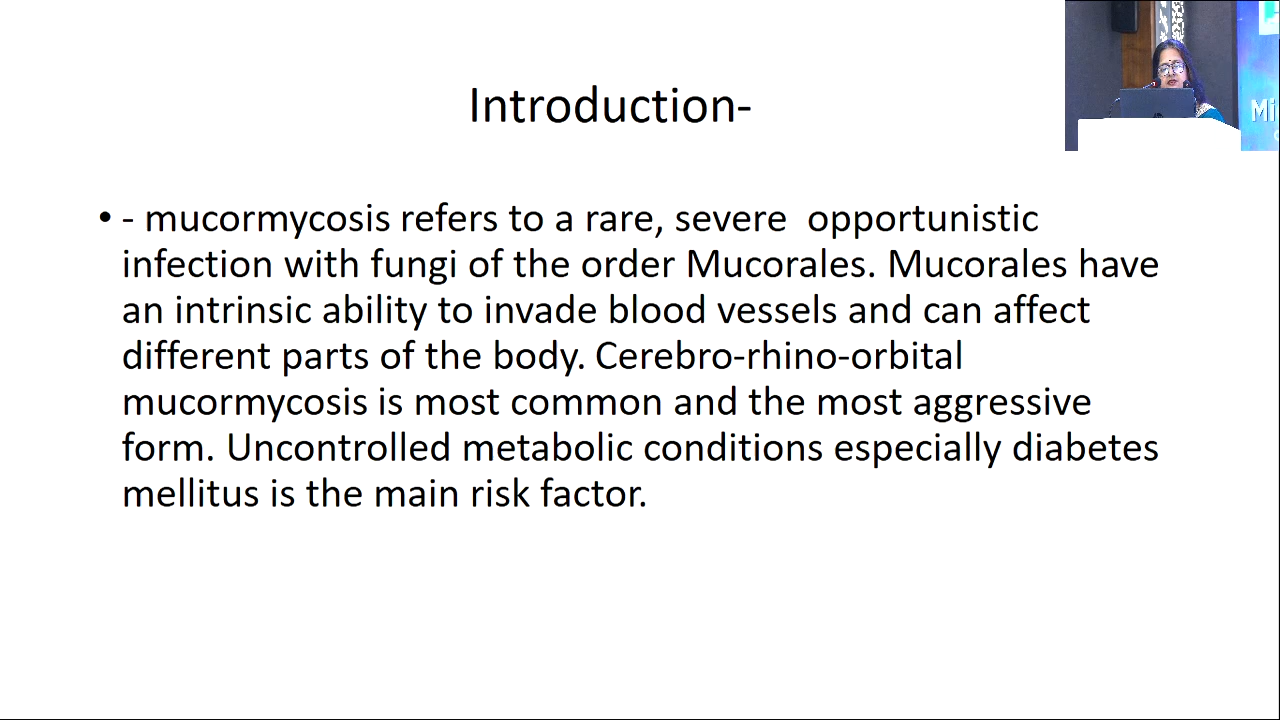 Introduction-
• - mucormycosis refers to a rare, severe  opportunistic
infection with fungi of the order Mucorales. Mucorales have
an intrinsic ability to invade blood vessels and can affect
different parts of the body. Cerebro-rhino-orbital
mucormycosis is most common and the most aggressive
form. Uncontrolled metabolic conditions especially diabetes
mellitus is the main risk factor.
Mi